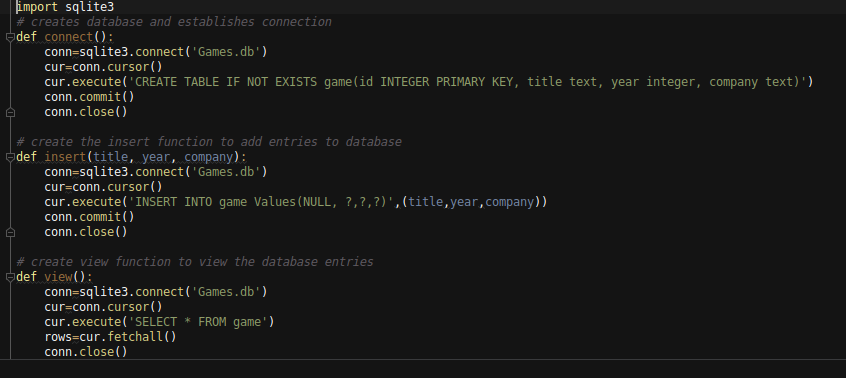 import sqlite3
# creates database and establishes connection
def connect():
    conn=sqlite3.connect('Games.db')
    cur=conn.cursor()
    cur.execute('CREATE TABLE IF NOT EXISTS game(id INTEGER PRIMARY KEY, title text, year integer, company text)')
    conn.commit()
    conn.close()

# create the insert function to add entries to database
def insert(title, year, company):
    conn=sqlite3.connect('Games.db')
    cur=conn.cursor()
    cur.execute('INSERT INTO game Values(NULL, ?,?,?)',(title,year,company))
    conn.commit()
    conn.close()

# create view function to view the database entries
def view():
    conn=sqlite3.connect('Games.db')
    cur=conn.cursor()
    cur.execute('SELECT * FROM game')
    rows=cur.fetchall()
    conn.close()